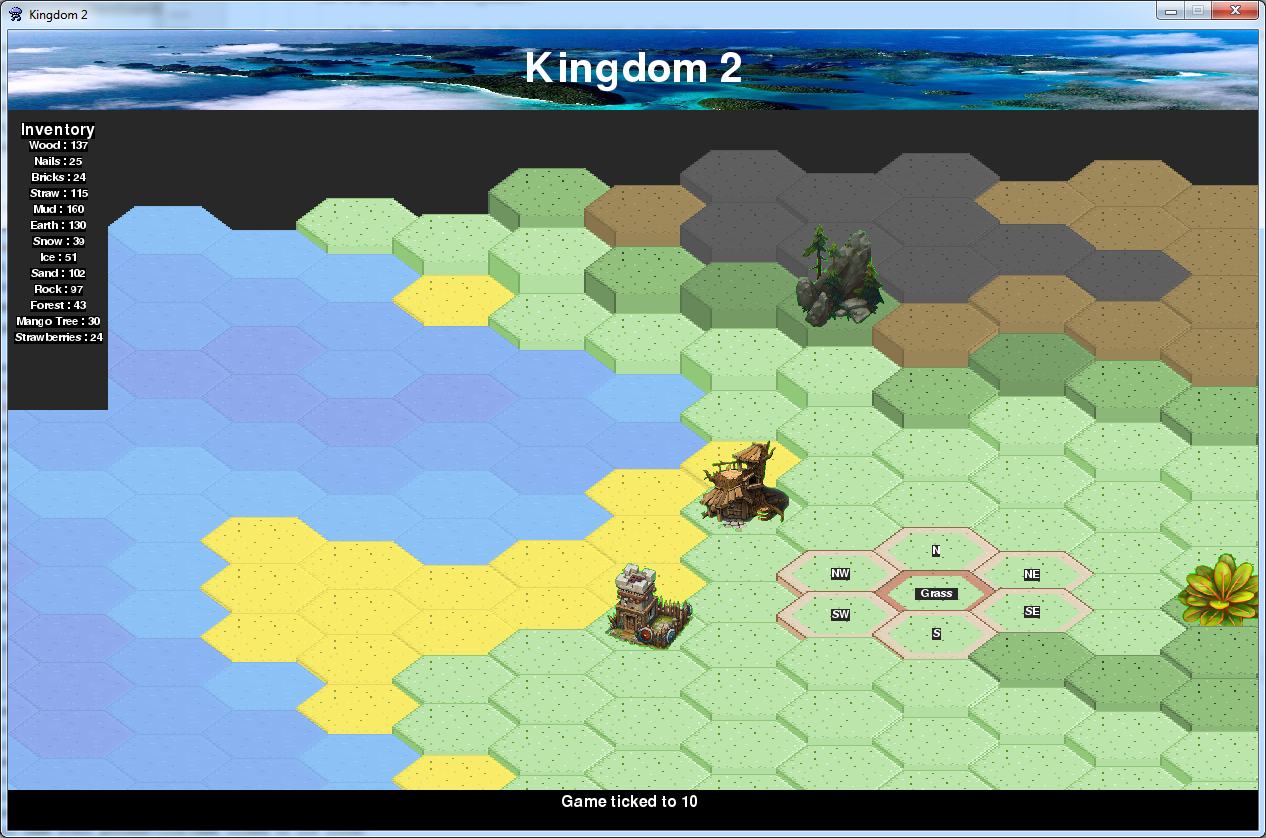 Kingdom 2
Kingdom 2
Inventory
Wood : 137
Nails : 25
Bricks : 24
Straw : 115
Mud : 160
Earth : 130
Snow : 39
Ice : 51
Sand : 102
Rock : 97
Forest : 43
Mango Tree : 30
Strawberries : 24
N
NW
NE
Grass
SW
SE
S
Game ticked to 10